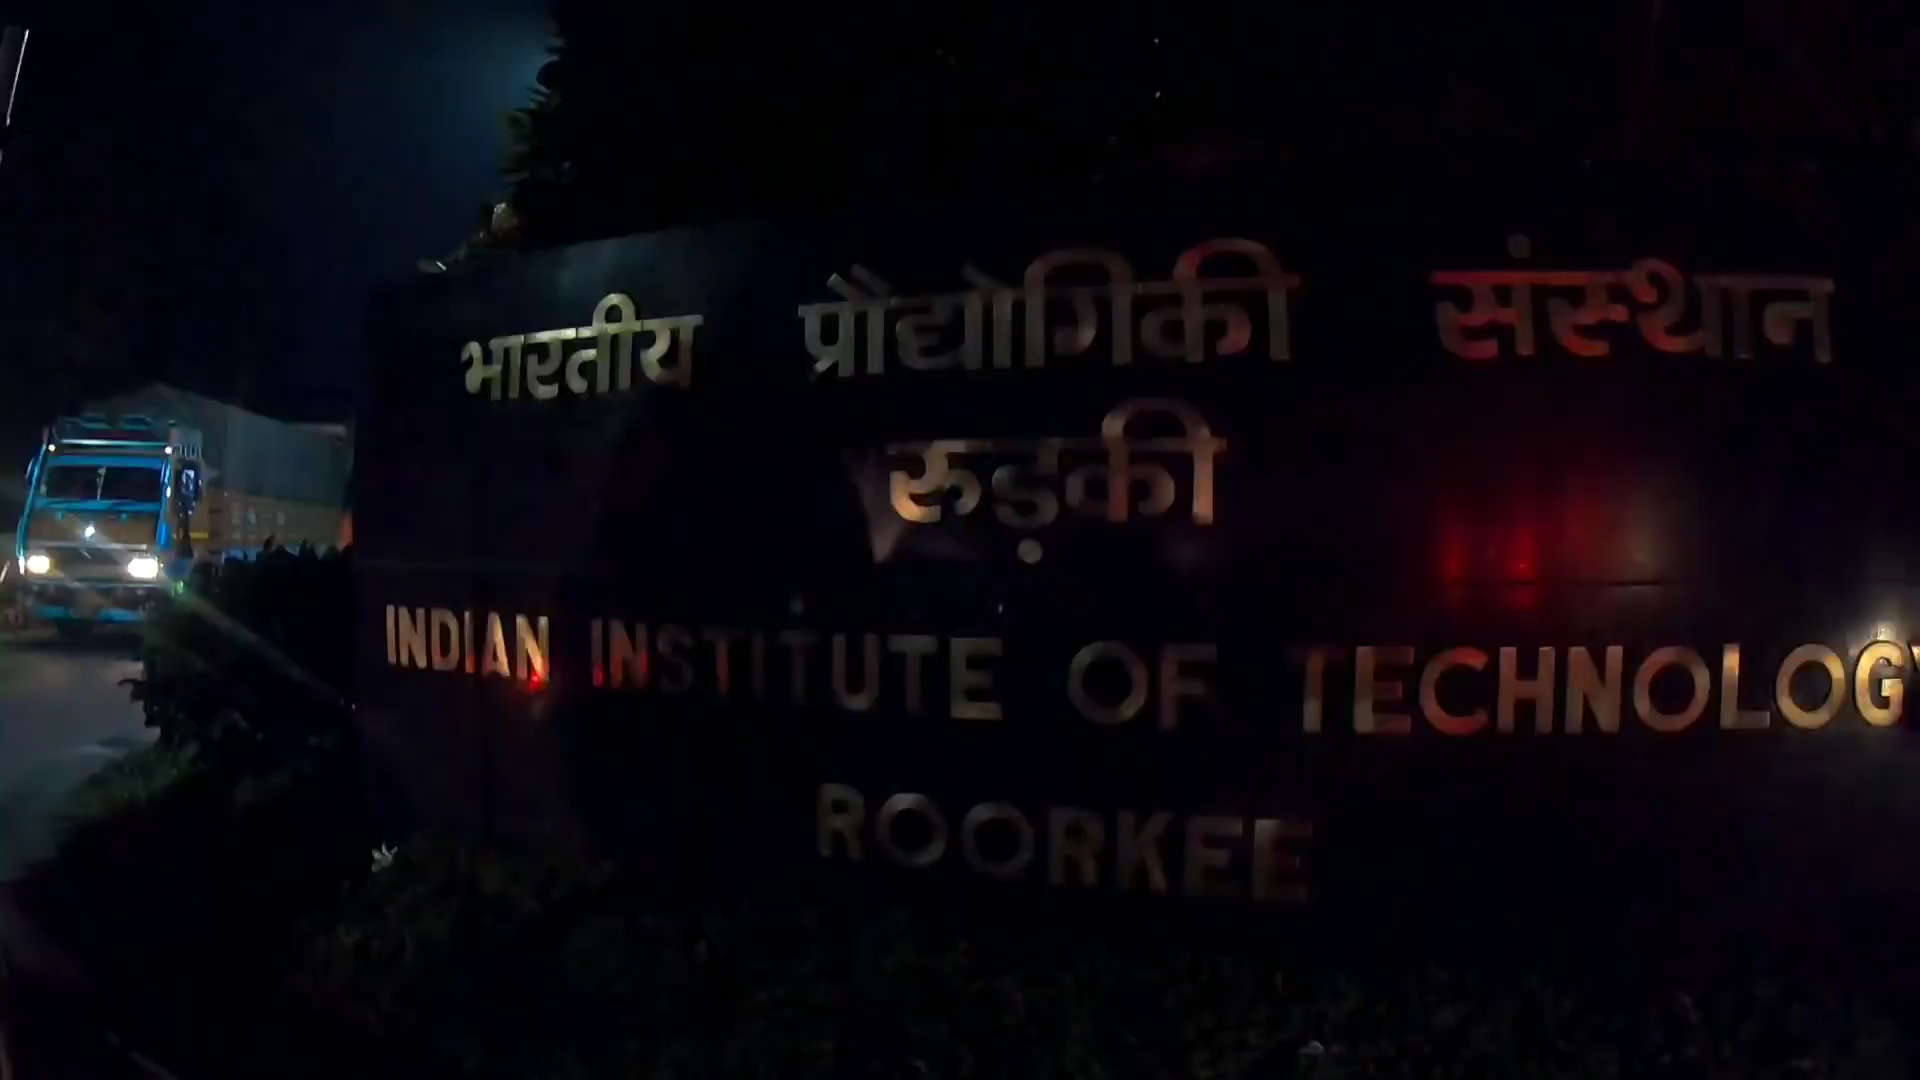 भारतीय प्रौद्योगिकी संस्थान
रुड़की
INDIAN INSTITUTE OF TECHNOLOGY
ROORKEE